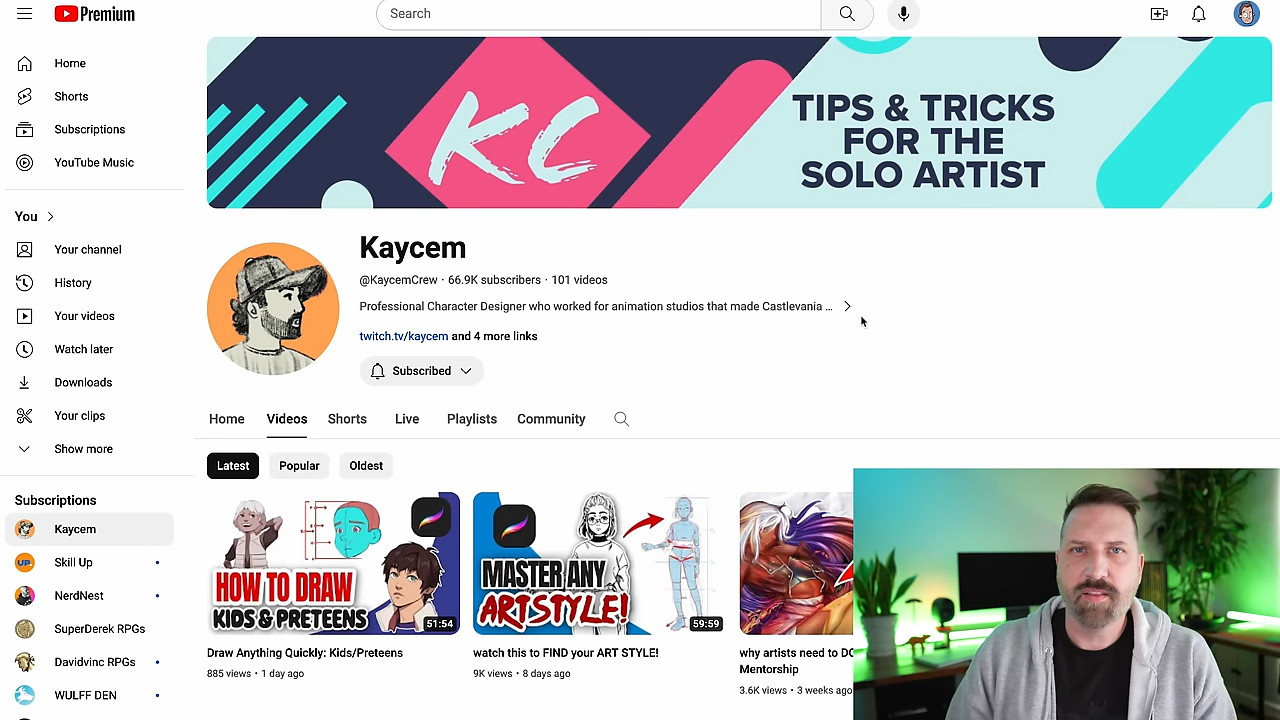 Premium
Search
Home
Shorts
Subscriptions
YouTube Music
You
Your channel
History
Your videos
Watch later
Downloads
Your clips
Show more
Subscriptions
Kaycem
Skill Up
NerdNest
SuperDerek RPGs
Davidvinc RPGs
WULFF DEN
KC
TIPS & TRICKS
FOR THE
SOLO ARTIST
Kaycem
@KaycemCrew · 66.9K subscribers · 101 videos
Professional Character Designer who worked for animation studios that made Castlevania ...
twitch.tv/kaycem and 4 more links
Subscribed
Home Videos Shorts Live Playlists Community
Latest Popular Oldest
HOW TO DRAW
KIDS & PRETEENS
51:54
Draw Anything Quickly: Kids/Preteens
885 views · 1 day ago
MASTER ANY
ARTSTYLE!
59:59
watch this to FIND your ART STYLE!
9K views · 8 days ago
why artists need to DO
Mentorship
3.6K views · 3 weeks ago